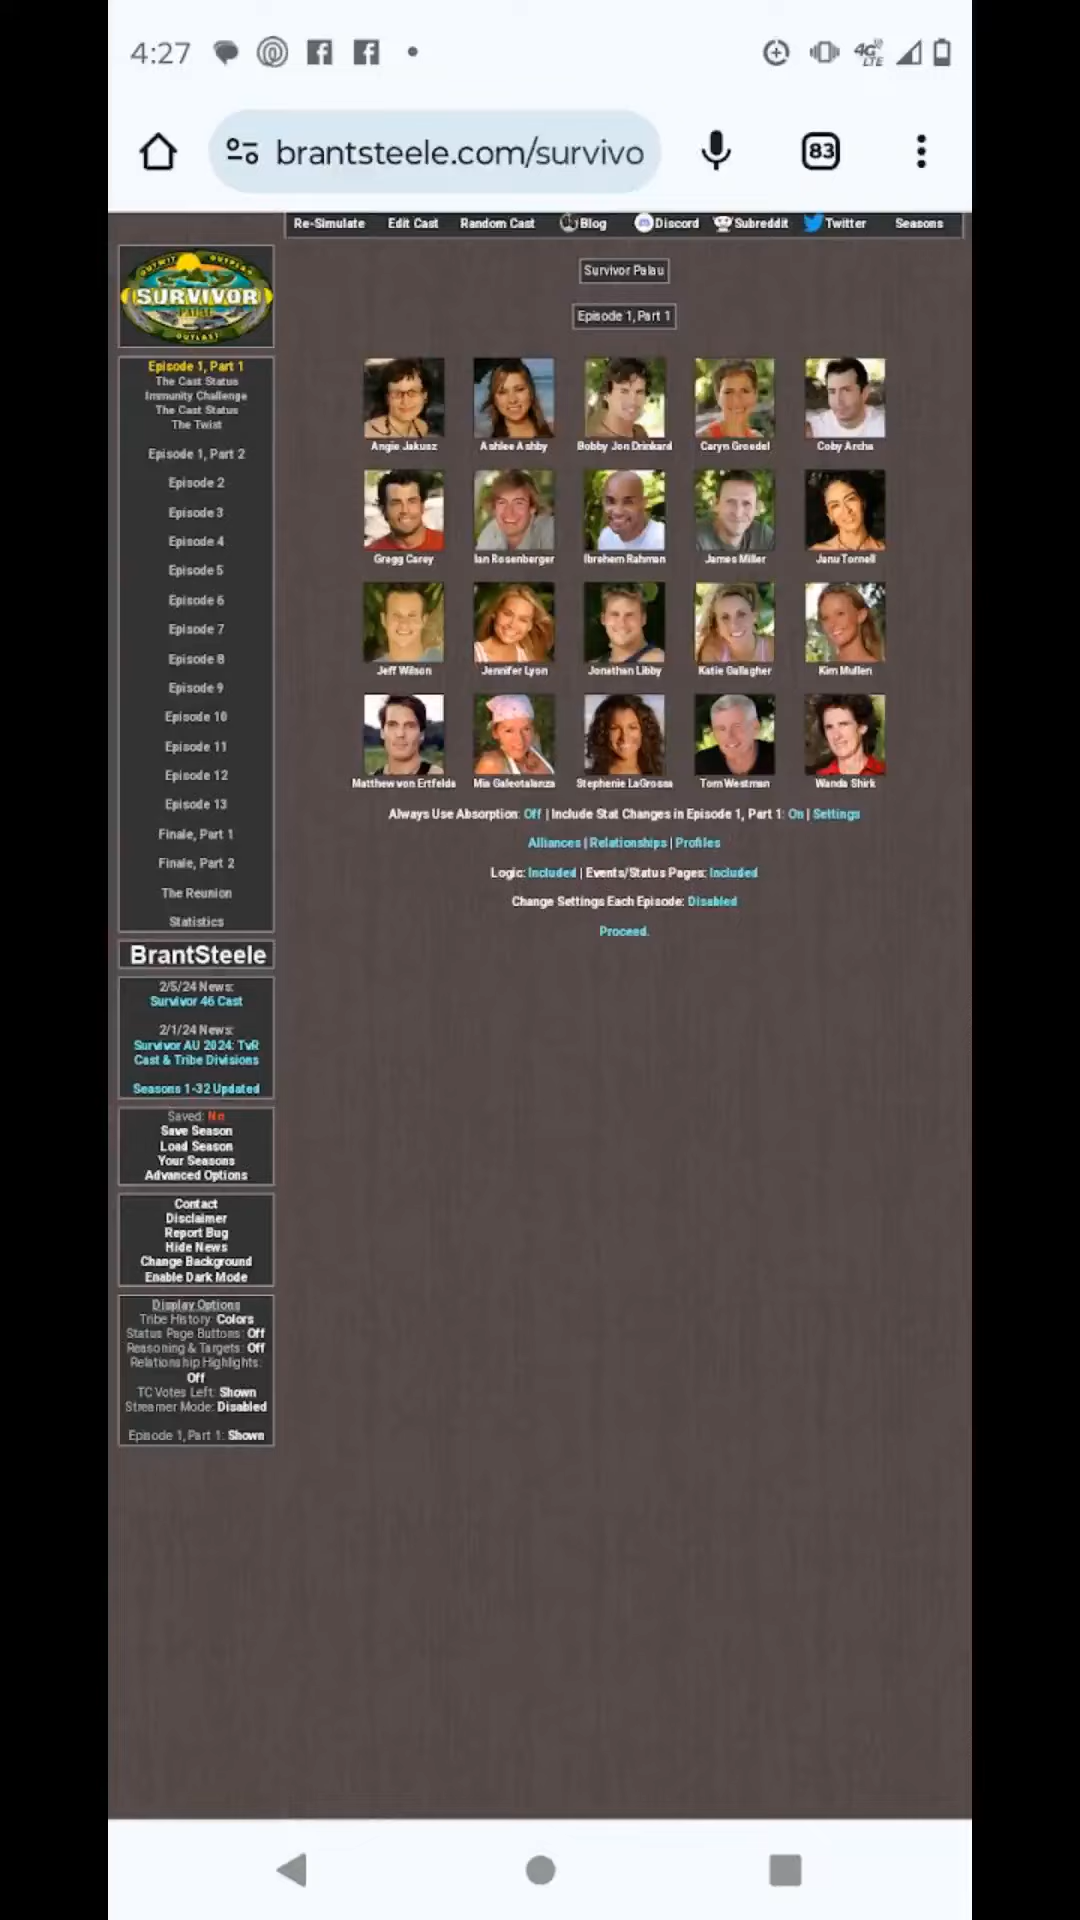 4:27
4G
LTE
brantsteele.com/survivo
83
Re-Simulate Edit Cast Random Cast Blog Discord Subreddit Twitter Seasons
OUTWIT OUTPLAY
SURVIVOR
PALAU
OUTLAST
Survivor Palau
Episode 1, Part 1
Episode 1, Part 1
The Cast Status
Immunity Challenge
The Cast Status
The Twist
Episode 1, Part 2
Episode 2
Episode 3
Episode 4
Episode 5
Episode 6
Episode 7
Episode 8
Episode 9
Episode 10
Episode 11
Episode 12
Episode 13
Finale, Part 1
Finale, Part 2
The Reunion
Statistics
BrantSteele
2/5/24 News:
Survivor 46 Cast
2/1/24 News:
Survivor AU 2024: TvR
Cast & Tribe Divisions
Seasons 1-32 Updated
Saved: No
Save Season
Load Season
Your Seasons
Advanced Options
Contact
Disclaimer
Report Bug
Hide News
Change Background
Enable Dark Mode
Display Options
Tribe History: Colors
Status Page Buttons: Off
Reasoning & Targets: Off
Relationship Highlights:
Off
TC Votes Left: Shown
Streamer Mode: Disabled
Episode 1, Part 1: Shown
Angie Jakusz Ashlee Ashby Bobby Jon Drinkard Caryn Groedel Coby Archa
Gregg Carey Ian Rosenberger Ibrehem Rahman James Miller Janu Tornell
Jeff Wilson Jennifer Lyon Jonathan Libby Katie Gallagher Kim Mullen
Matthew von Ertfelda Mia Galeotalanza Stephenie LaGrossa Tom Westman Wanda Shirk
Always Use Absorption: Off | Include Stat Changes in Episode 1, Part 1: On | Settings
Alliances | Relationships | Profiles
Logic: Included | Events/Status Pages: Included
Change Settings Each Episode: Disabled
Proceed.